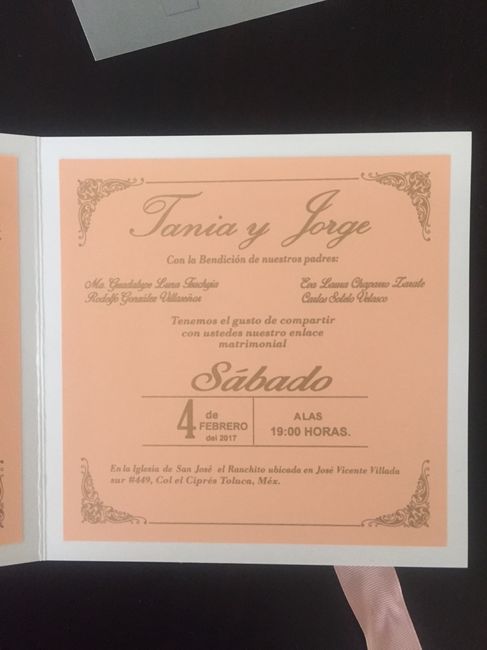 Tania y Jorge
Con la Bendición de nuestros padres:
Ma. Guadalupe Luna Eva Laura Chaparro Zarate
Rodolfo González Villaseñor Carlos Sotelo Velasco
Tenemos el gusto de compartir
con ustedes nuestro enlace
matrimonial
Sábado
4 de FEBRERO del 2017
A LAS
19:00 HORAS.
En la Iglesia de San José el Ranchito ubicada en José Vicente Villada
sur #449, Col el Ciprés Toluca, Méx.